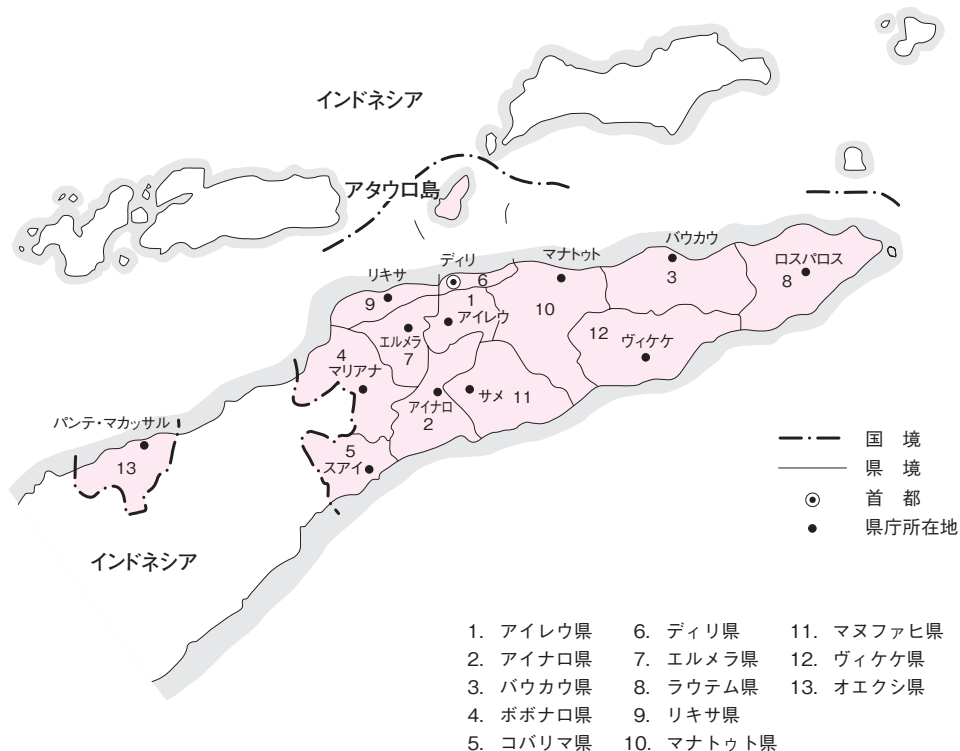 インドネシア
アタウロ島
バウカウ
ディリ
マナトゥト
ロスパロス
リキサ
6
3
8
9
1
10
アイレウ
エルメラ
12
7
ヴィケケ
4
マリアナ
サメ
11
アイナロ
2
パンテ・マカッサル
5
スアイ
13
インドネシア
国 境
県 境
首 都
県庁所在地
1. アイレウ県
2. アイナロ県
3. バウカウ県
4. ボボナロ県
5. コバリマ県
6. ディリ県
7. エルメラ県
8. ラウテム県
9. リキサ県
10. マナトゥト県
11. マヌファヒ県
12. ヴィケケ県
13. オエクシ県